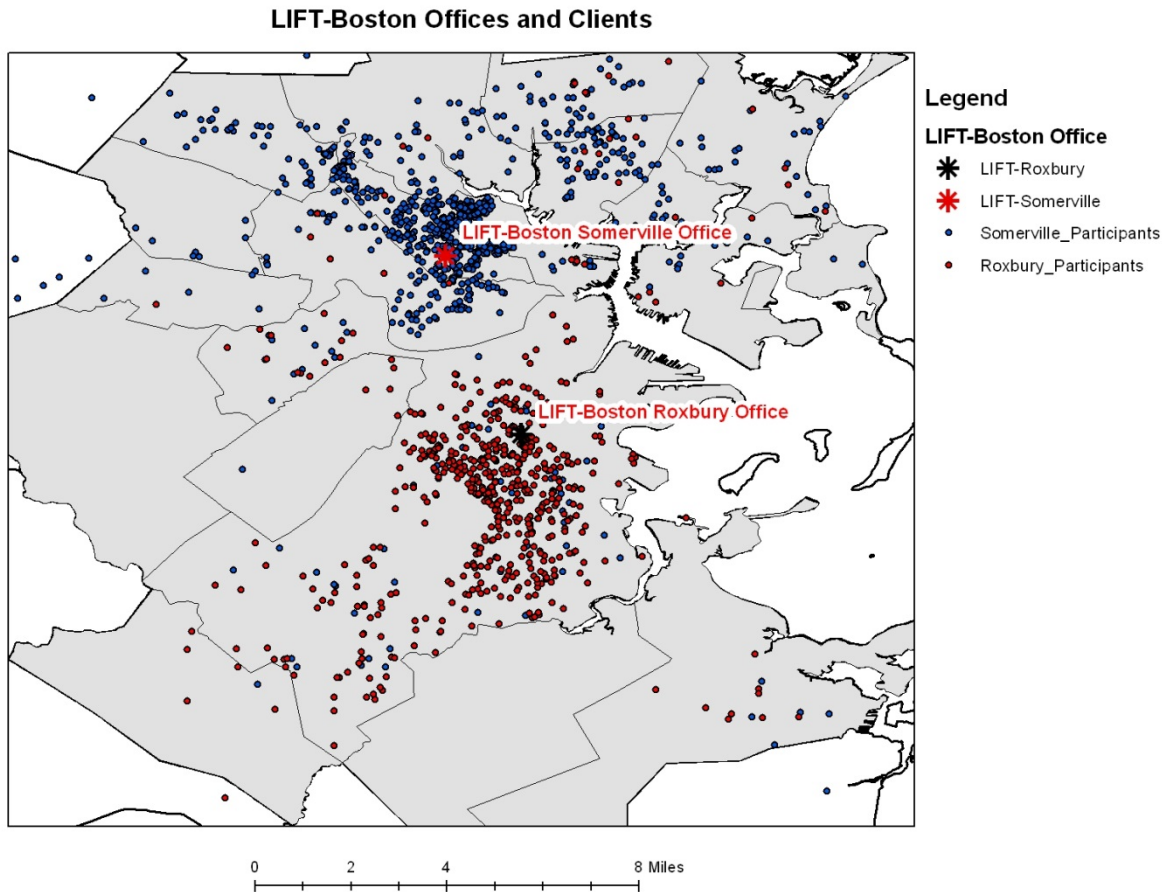 LIFT-Boston Offices and Clients
Legend
LIFT-Boston Office
LIFT-Roxbury
LIFT-Somerville
Somerville_Participants
Roxbury_Participants
LIFT-Boston Somerville Office
LIFT-Boston Roxbury Office
0 2 4 8 Miles